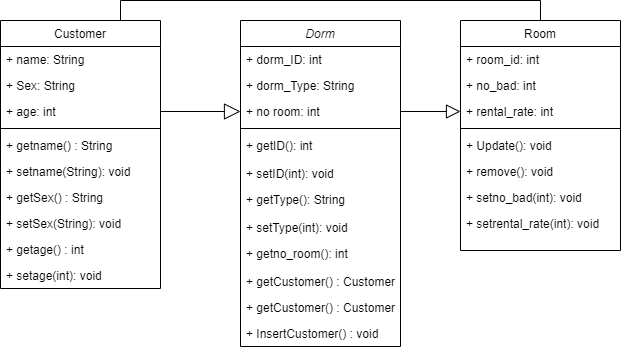 Customer
+ name: String
+ Sex: String
+ age: int
+ getname() : String
+ setname(String): void
+ getSex() : String
+ setSex(String): void
+ getage() : int
+ setage(int): void
Dorm
+ dorm_ID: int
+ dorm_Type: String
+ no room: int
+ getID(): int
+ setID(int): void
+ getType(): String
+ setType(int): void
+ getno_room(): int
+ getCustomer() : Customer
+ getCustomer() : Customer
+ InsertCustomer() : void
Room
+ room_id: int
+ no_bad: int
+ rental_rate: int
+ Update(): void
+ remove(): void
+ setno_bad(int): void
+ setrental_rate(int): void